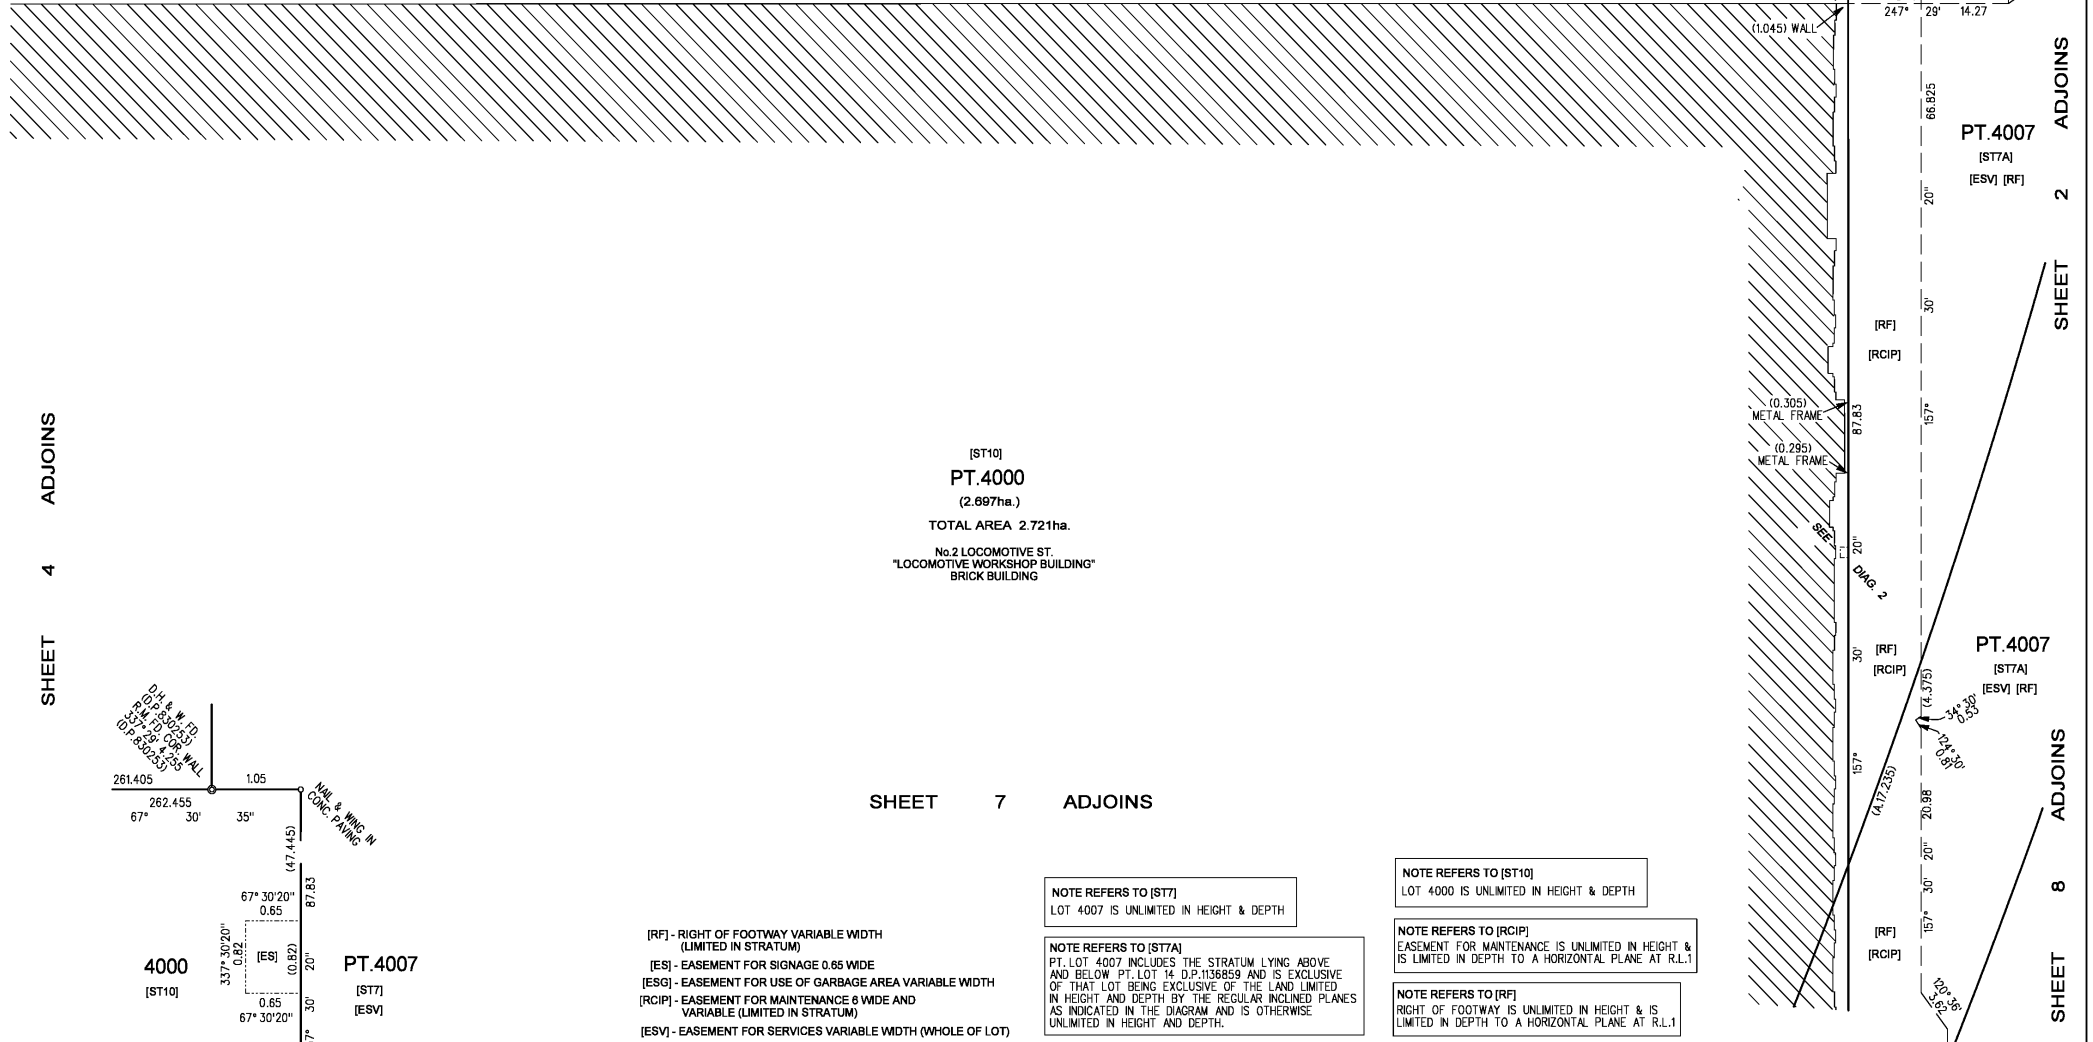 (1.045) WALL
247° 29' 14.27
66.825
20"
30'
157°
PT.4007
[ST7A]
[ESV] [RF]
SHEET 2 ADJOINS
[RF]
[RCIP]
(0.305)
METAL FRAME
87.83
(0.295)
METAL FRAME
SEE DIAG. 2
20"
30'
157°
[RF]
[RCIP]
PT.4007
[ST7A]
[ESV] [RF]
(4.375)
34° 30'
0.53
124° 30'
0.81
(A.17.235)
20.98
20"
30'
157°
[RF]
[RCIP]
120° 36'
3.62
SHEET 8 ADJOINS
SHEET 4 ADJOINS
[ST10]
PT.4000
(2.697ha.)
TOTAL AREA 2.721ha.
No.2 LOCOMOTIVE ST.
"LOCOMOTIVE WORKSHOP BUILDING"
BRICK BUILDING
SHEET 7 ADJOINS
D.H. & W. FD.
(D.P.830253)
R.M. FD. COR. WALL
337° 29' 4.255
(D.P.830253)
261.405
1.05
262.455
67° 30' 35"
NAIL & WING IN
CONC. PAVING
(47.445)
87.83
67° 30'20"
0.65
337° 30'20"
0.82
[ES]
(0.82)
20"
30'
7°
0.65
67° 30'20"
4000
[ST10]
PT.4007
[ST7]
[ESV]
[RF] - RIGHT OF FOOTWAY VARIABLE WIDTH
(LIMITED IN STRATUM)
[ES] - EASEMENT FOR SIGNAGE 0.65 WIDE
[ESG] - EASEMENT FOR USE OF GARBAGE AREA VARIABLE WIDTH
[RCIP] - EASEMENT FOR MAINTENANCE 6 WIDE AND
VARIABLE (LIMITED IN STRATUM)
[ESV] - EASEMENT FOR SERVICES VARIABLE WIDTH (WHOLE OF LOT)
NOTE REFERS TO [ST7]
LOT 4007 IS UNLIMITED IN HEIGHT & DEPTH
NOTE REFERS TO [ST7A]
PT. LOT 4007 INCLUDES THE STRATUM LYING ABOVE
AND BELOW PT. LOT 14 D.P.1136859 AND IS EXCLUSIVE
OF THAT LOT BEING EXCLUSIVE OF THE LAND LIMITED
IN HEIGHT AND DEPTH BY THE REGULAR INCLINED PLANES
AS INDICATED IN THE DIAGRAM AND IS OTHERWISE
UNLIMITED IN HEIGHT AND DEPTH.
NOTE REFERS TO [ST10]
LOT 4000 IS UNLIMITED IN HEIGHT & DEPTH
NOTE REFERS TO [RCIP]
EASEMENT FOR MAINTENANCE IS UNLIMITED IN HEIGHT &
IS LIMITED IN DEPTH TO A HORIZONTAL PLANE AT R.L.1
NOTE REFERS TO [RF]
RIGHT OF FOOTWAY IS UNLIMITED IN HEIGHT & IS
LIMITED IN DEPTH TO A HORIZONTAL PLANE AT R.L.1